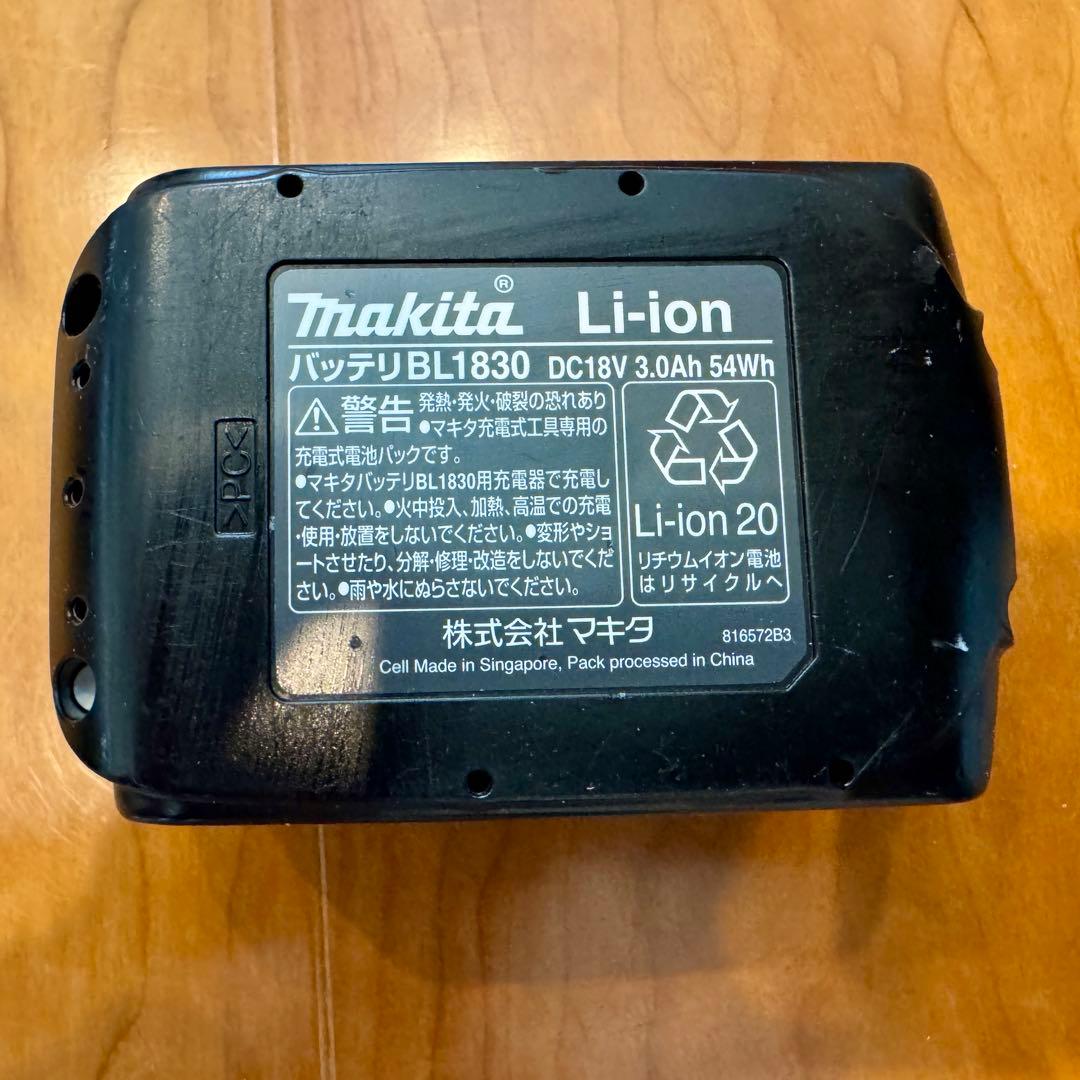 makita® Li-ion
バッテリBL1830 DC18V 3.0Ah 54Wh
警告 発熱・発火・破裂の恐れあり
●マキタ充電式工具専用の
充電式電池パックです。
●マキタバッテリBL1830用充電器で充電し
てください。●火中投入、加熱、高温での充電
・使用・放置をしないでください。●変形やショ
ートさせたり、分解・修理・改造をしないでくだ
さい。●雨や水にぬらさないでください。
Li-ion 20
リチウムイオン電池
はリサイクルへ
株式会社マキタ 816572B3
Cell Made in Singapore, Pack processed in China
>PC<